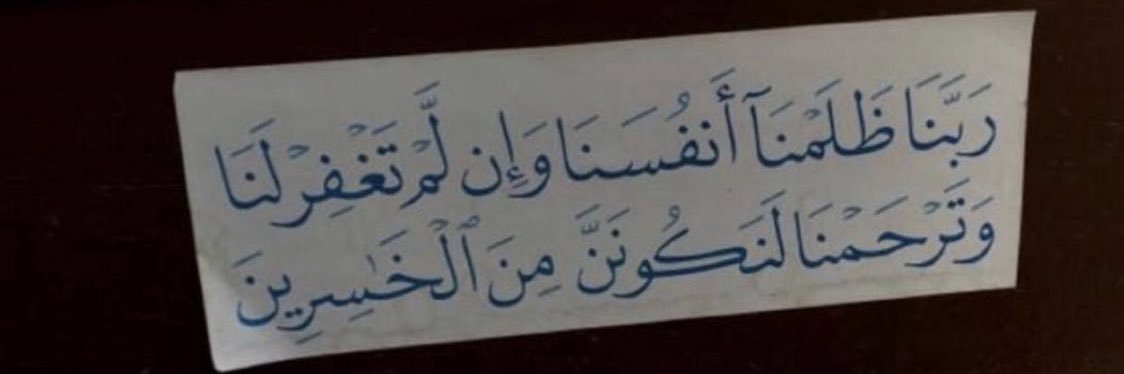 رَبَّنَا ظَلَمْنَآ أَنفُسَنَا وَإِن لَّمْ تَغْفِرْ لَنَا
وَتَرْحَمْنَا لَنَكُونَنَّ مِنَ ٱلْخَٰسِرِينَ